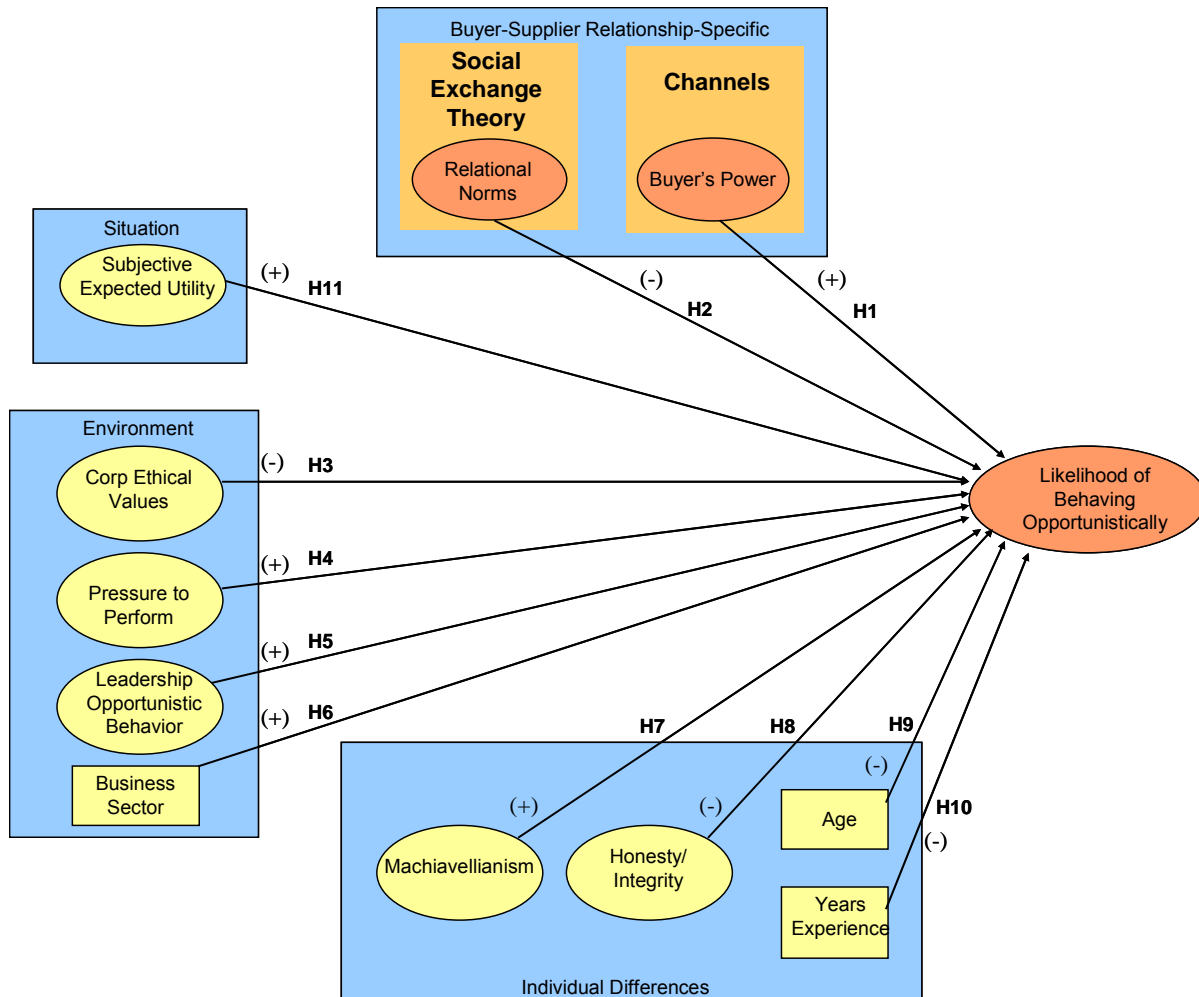 Buyer-Supplier Relationship-Specific
Social
Exchange
Theory
Channels
Relational
Norms
Buyer's Power
Situation
Subjective
Expected Utility
(+)
H11
(-)
H2
(+)
H1
Environment
Corp Ethical
Values
(-)
H3
Likelihood of
Behaving
Opportunistically
Pressure to
Perform
(+)
H4
Leadership
Opportunistic
Behavior
(+)
H5
Business
Sector
(+)
H6
H7
H8
H9
H10
(+)
(-)
(-)
(-)
Machiavellianism
Honesty/
Integrity
Age
Years
Experience
Individual Differences